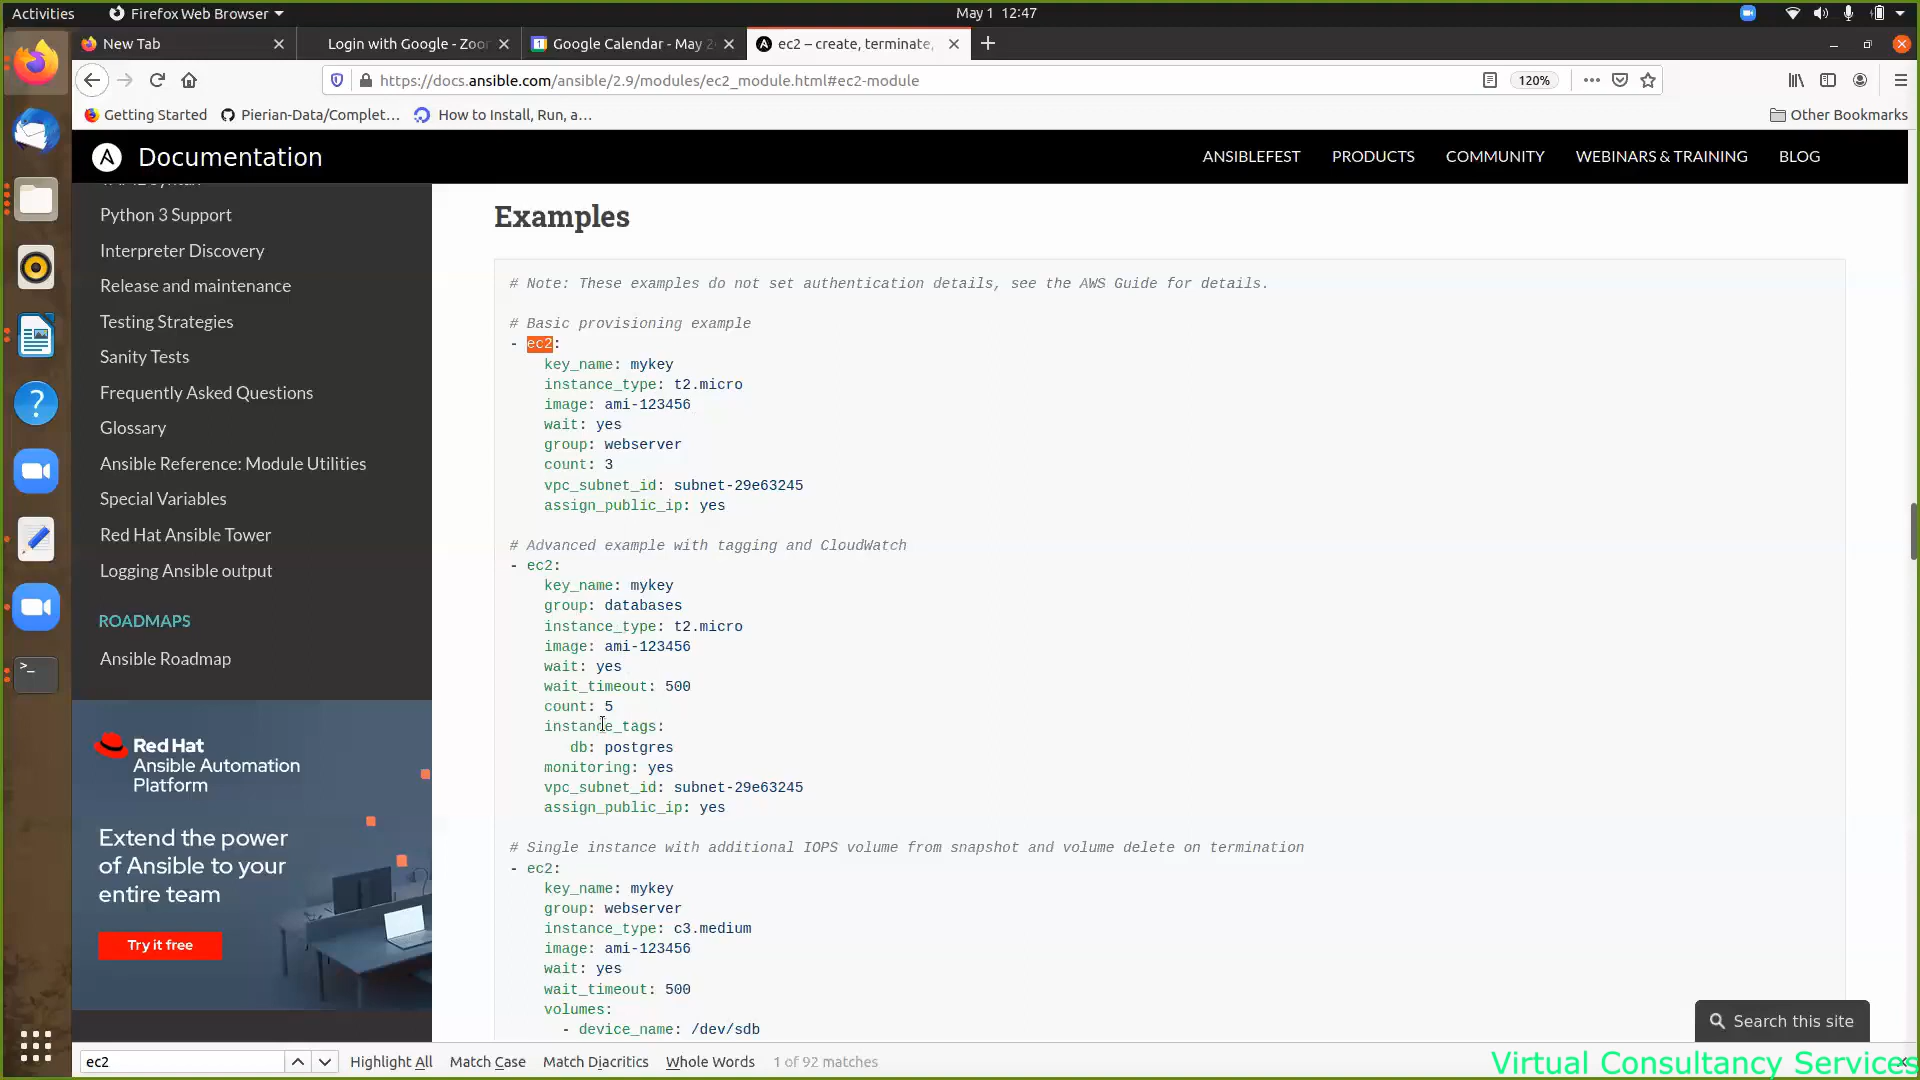 Activities
Firefox Web Browser
May 1 12:47
New Tab
Login with Google - Zoo
Google Calendar - May 2
ec2 – create, terminate,
https://docs.ansible.com/ansible/2.9/modules/ec2_module.html#ec2-module
120%
Getting Started
Pierian-Data/Complet...
How to Install, Run, a...
Other Bookmarks
A Documentation
ANSIBLEFEST
PRODUCTS
COMMUNITY
WEBINARS & TRAINING
BLOG
Python 3 Support
Interpreter Discovery
Release and maintenance
Testing Strategies
Sanity Tests
Frequently Asked Questions
Glossary
Ansible Reference: Module Utilities
Special Variables
Red Hat Ansible Tower
Logging Ansible output
ROADMAPS
Ansible Roadmap
Red Hat
Ansible Automation
Platform
Extend the power
of Ansible to your
entire team
Try it free
Examples
# Note: These examples do not set authentication details, see the AWS Guide for details.
# Basic provisioning example
- ec2:
key_name: mykey
instance_type: t2.micro
image: ami-123456
wait: yes
group: webserver
count: 3
vpc_subnet_id: subnet-29e63245
assign_public_ip: yes
# Advanced example with tagging and CloudWatch
- ec2:
key_name: mykey
group: databases
instance_type: t2.micro
image: ami-123456
wait: yes
wait_timeout: 500
count: 5
instance_tags:
db: postgres
monitoring: yes
vpc_subnet_id: subnet-29e63245
assign_public_ip: yes
# Single instance with additional IOPS volume from snapshot and volume delete on termination
- ec2:
key_name: mykey
group: webserver
instance_type: c3.medium
image: ami-123456
wait: yes
wait_timeout: 500
volumes:
- device_name: /dev/sdb
Search this site
ec2
Highlight All
Match Case
Match Diacritics
Whole Words
1 of 92 matches
Virtual Consultancy Services